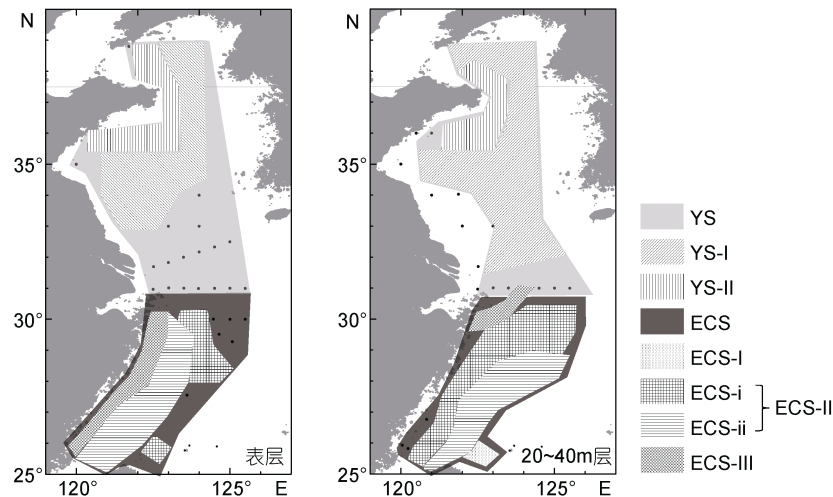 N
35°
30°
25°
120°
125°
E
表层
N
35°
30°
25°
120°
125°
E
20~40m层
YS
YS-I
YS-II
ECS
ECS-I
ECS-i
ECS-ii
ECS-II
ECS-III